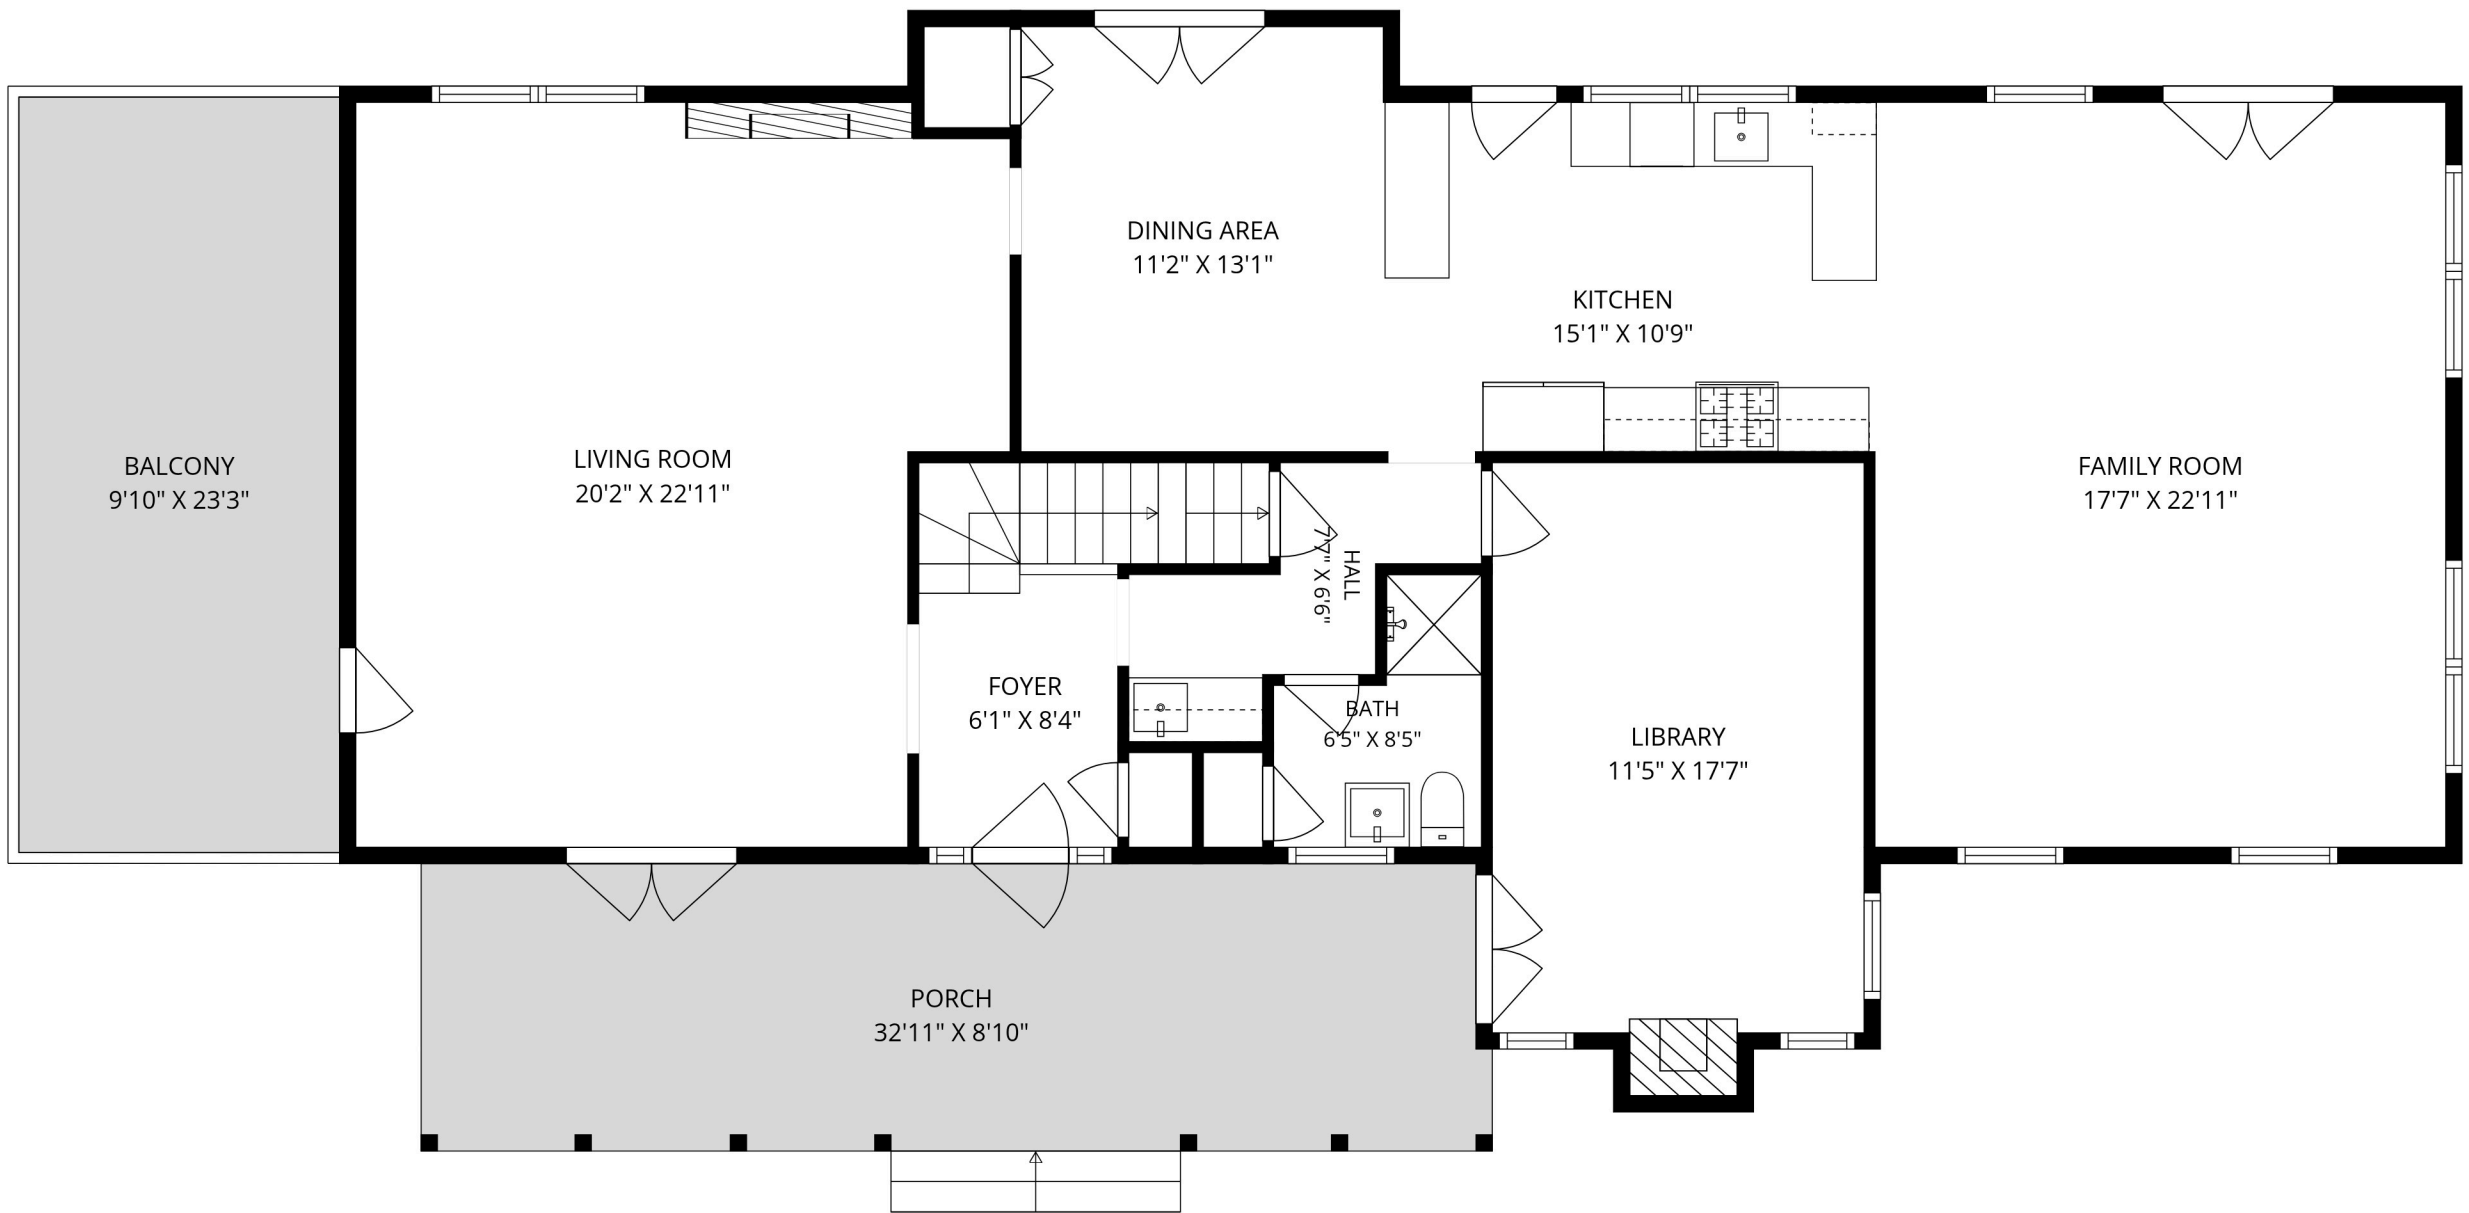 DINING AREA
11'2" X 13'1"
KITCHEN
15'1" X 10'9"
BALCONY
9'10" X 23'3"
LIVING ROOM
20'2" X 22'11"
FAMILY ROOM
17'7" X 22'11"
HALL
7'7" X 6'6"
FOYER
6'1" X 8'4"
BATH
6'5" X 8'5"
LIBRARY
11'5" X 17'7"
PORCH
32'11" X 8'10"